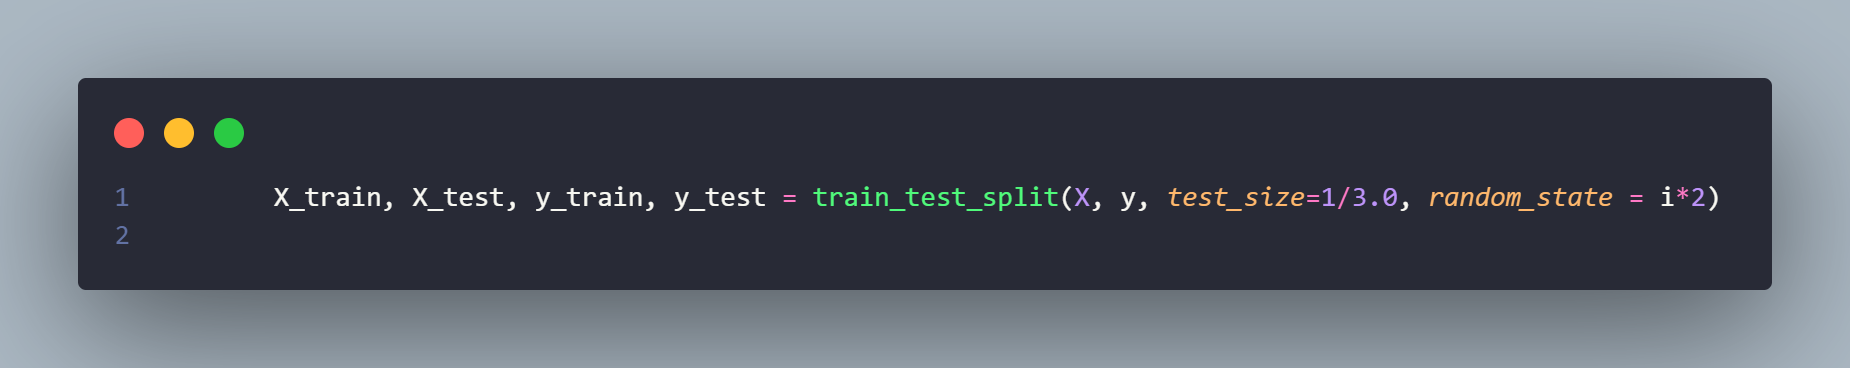 1 X_train, X_test, y_train, y_test = train_test_split(X, y, test_size=1/3.0, random_state = i*2)
2